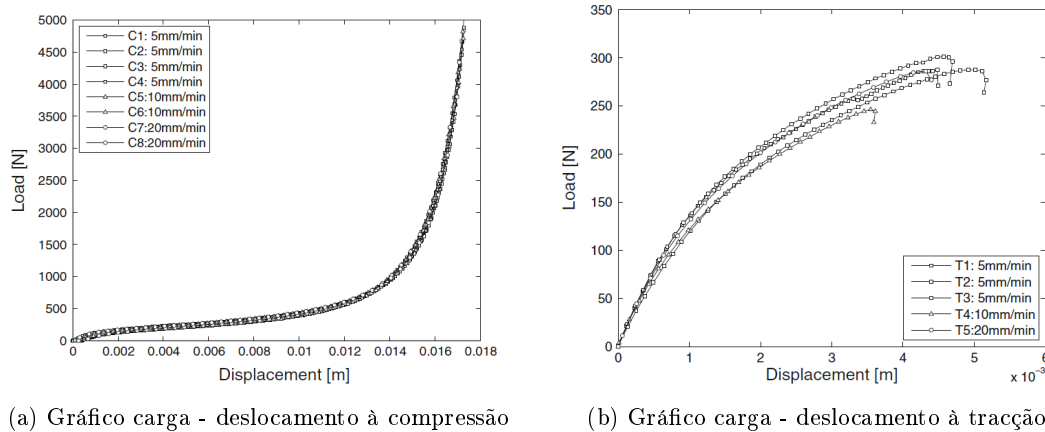 5000
4500
4000
3500
3000
2500
2000
1500
1000
500
0
Load [N]
C1: 5mm/min
C2: 5mm/min
C3: 5mm/min
C4: 5mm/min
C5:10mm/min
C6:10mm/min
C7:20mm/min
C8:20mm/min
0 0.002 0.004 0.006 0.008 0.01 0.012 0.014 0.016 0.018
Displacement [m]
(a) Gráfico carga - deslocamento à compressão
350
300
250
200
150
100
50
0
Load [N]
T1: 5mm/min
T2: 5mm/min
T3: 5mm/min
T4:10mm/min
T5:20mm/min
0 1 2 3 4 5 6
x 10⁻³
Displacement [m]
(b) Gráfico carga - deslocamento à tracção